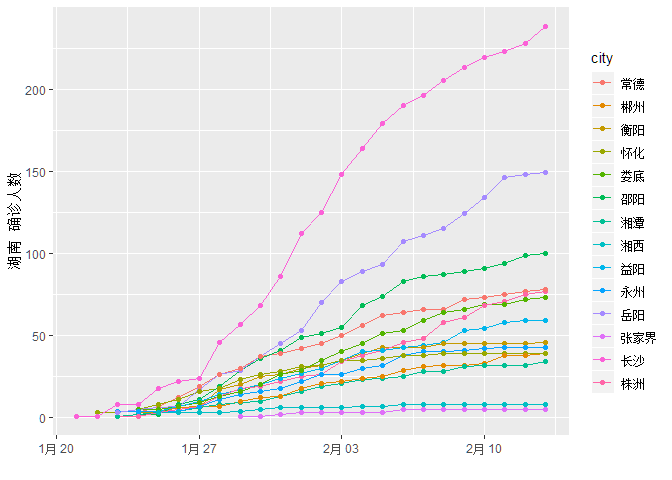 湖南 确诊人数
200
150
100
50
0
1月 20
1月 27
2月 03
2月 10
city
常德
郴州
衡阳
怀化
娄底
邵阳
湘潭
湘西
益阳
永州
岳阳
张家界
长沙
株洲